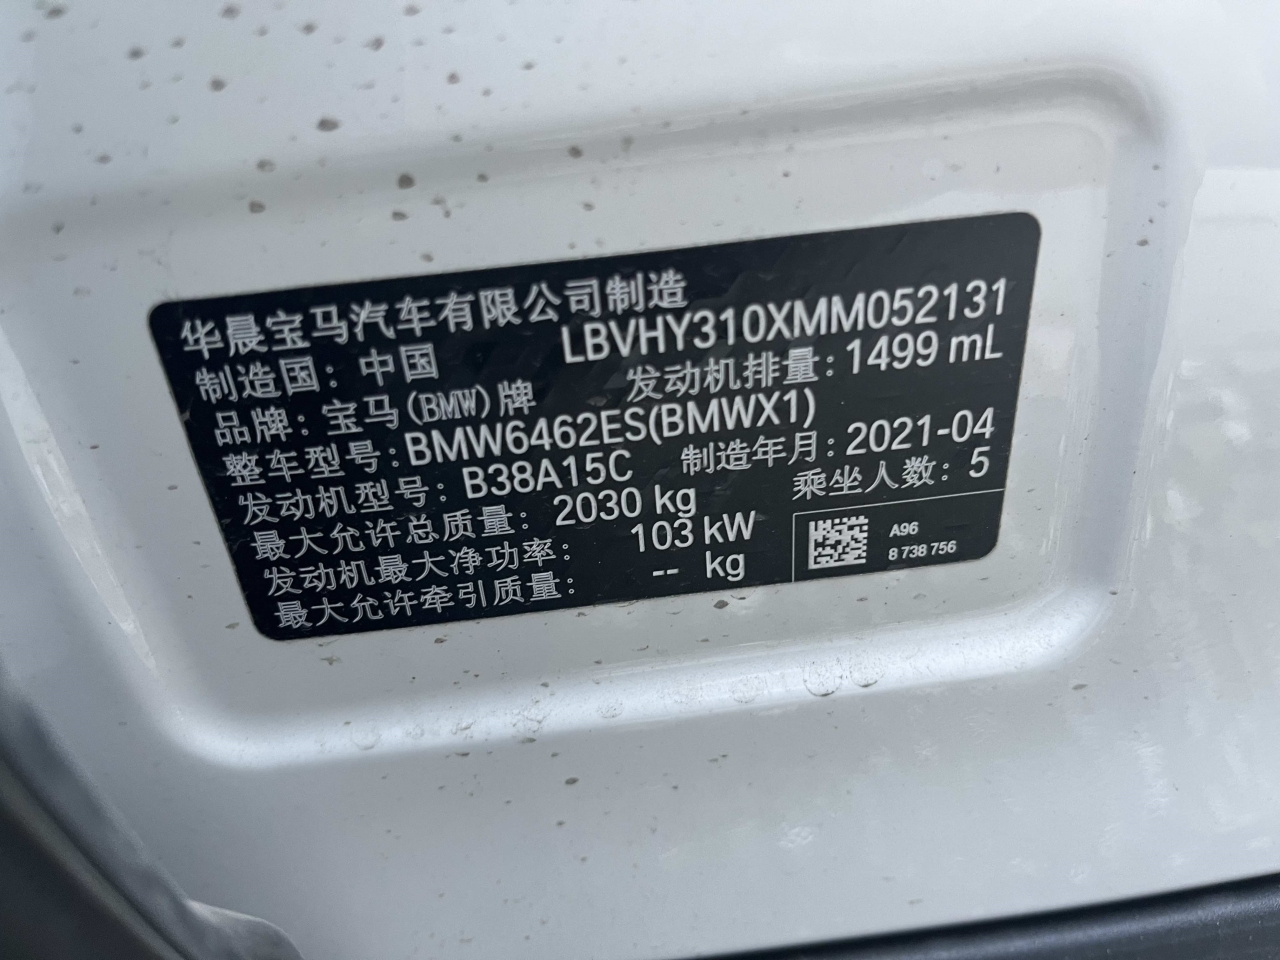 华晨宝马汽车有限公司制造
制造国：中国 LBVHY310XMM052131
品牌：宝马(BMW)牌 发动机排量：1499 mL
整车型号：BMW6462ES(BMWX1)
发动机型号：B38A15C 制造年月：2021-04
最大允许总质量：2030 kg 乘坐人数：5
发动机最大净功率：103 kW
最大允许牵引质量：-- kg
A96
8 738 756